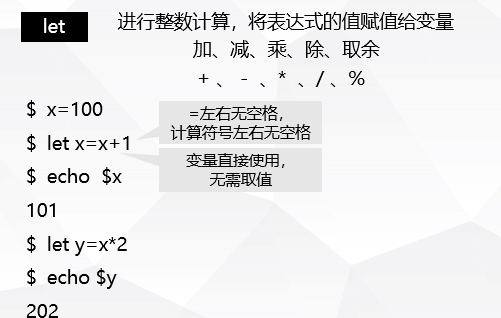 let
进行整数计算，将表达式的值赋值给变量
加、减、乘、除、取余
+ 、 - 、* 、/ 、%
$ x=100
=左右无空格，
计算符号左右无空格
$ let x=x+1
变量直接使用，
无需取值
$ echo $x
101
$ let y=x*2
$ echo $y
202